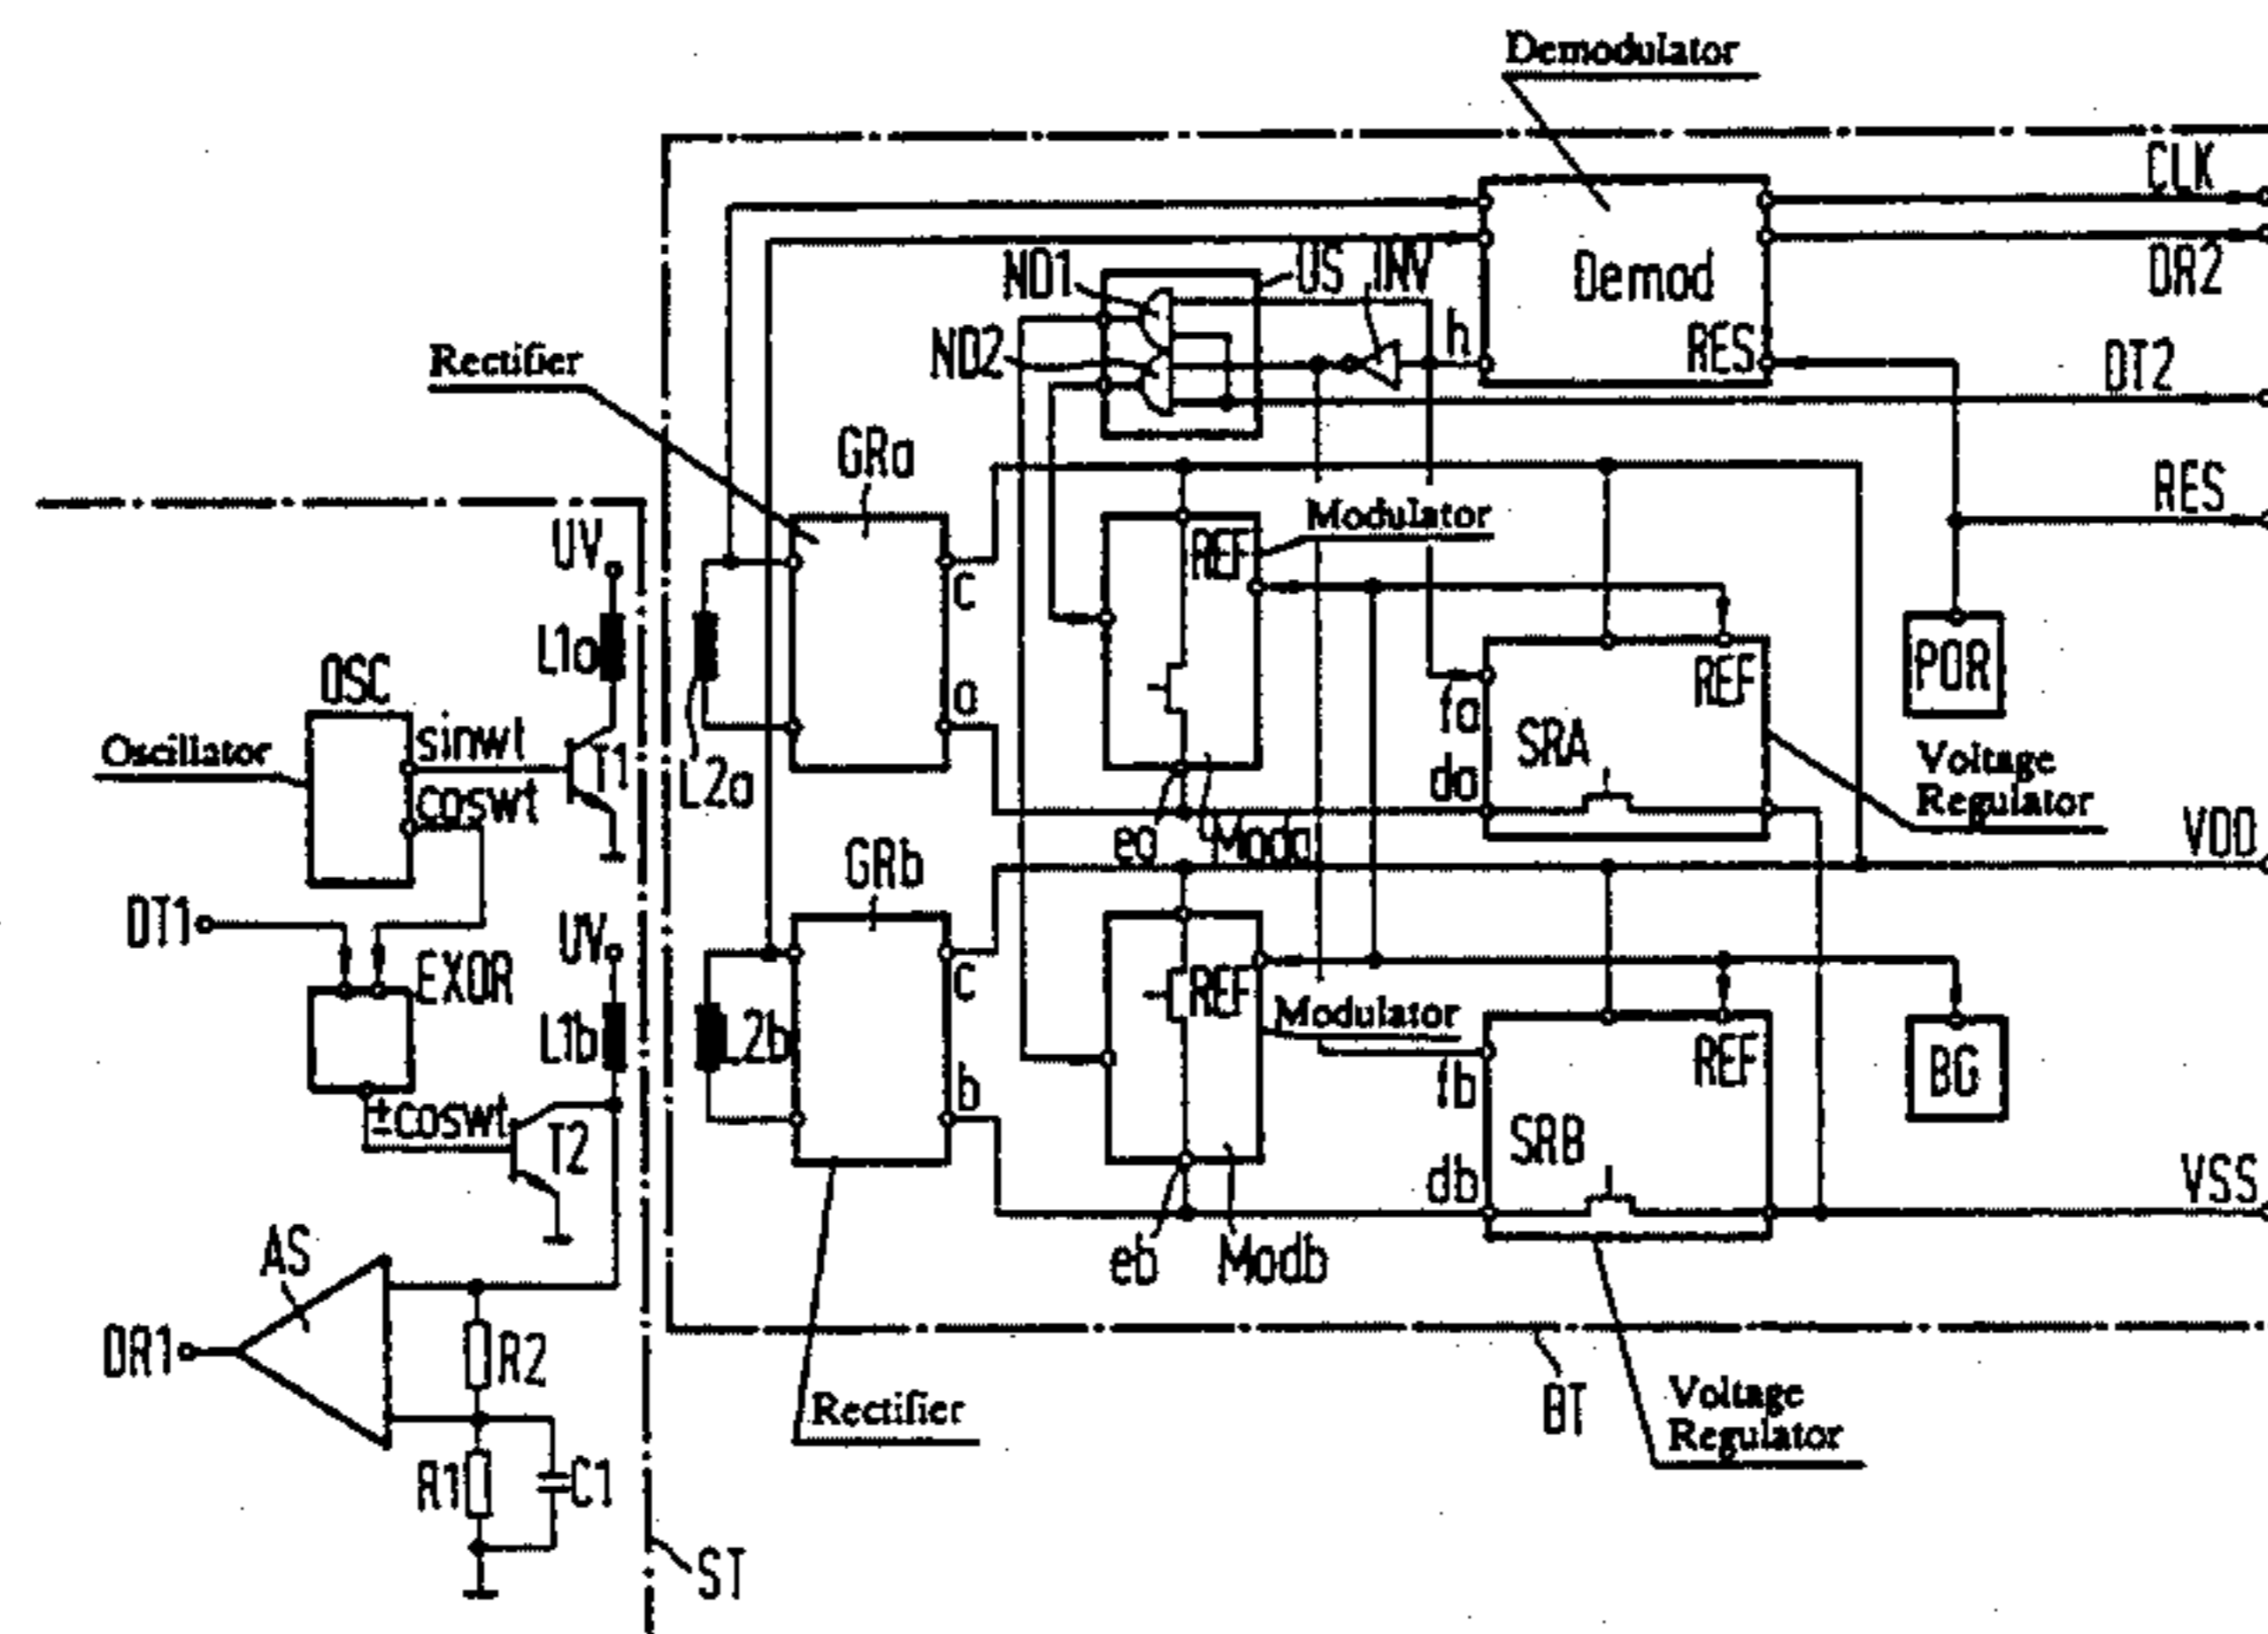 Demodulator
CLK
ND1
US
INV
Demod
DR2
ND2
h
RES
DT2
Rectifier
GRa
RES
UV
Modulator
REF
c
L1a
OSC
POR
REF
a
fa
sinwt
T1
SRA
Oscillator
Voltage
Regulator
coswt
L2a
da
ea
Moda
VDD
GRb
DT1
UV
EXOR
c
REF
Modulator
L1b
L2b
REF
BG
b
fb
±coswt
T2
SRB
db
VSS
AS
eb
Modb
DR1
R2
Rectifier
BT
Voltage
Regulator
R1
C1
ST